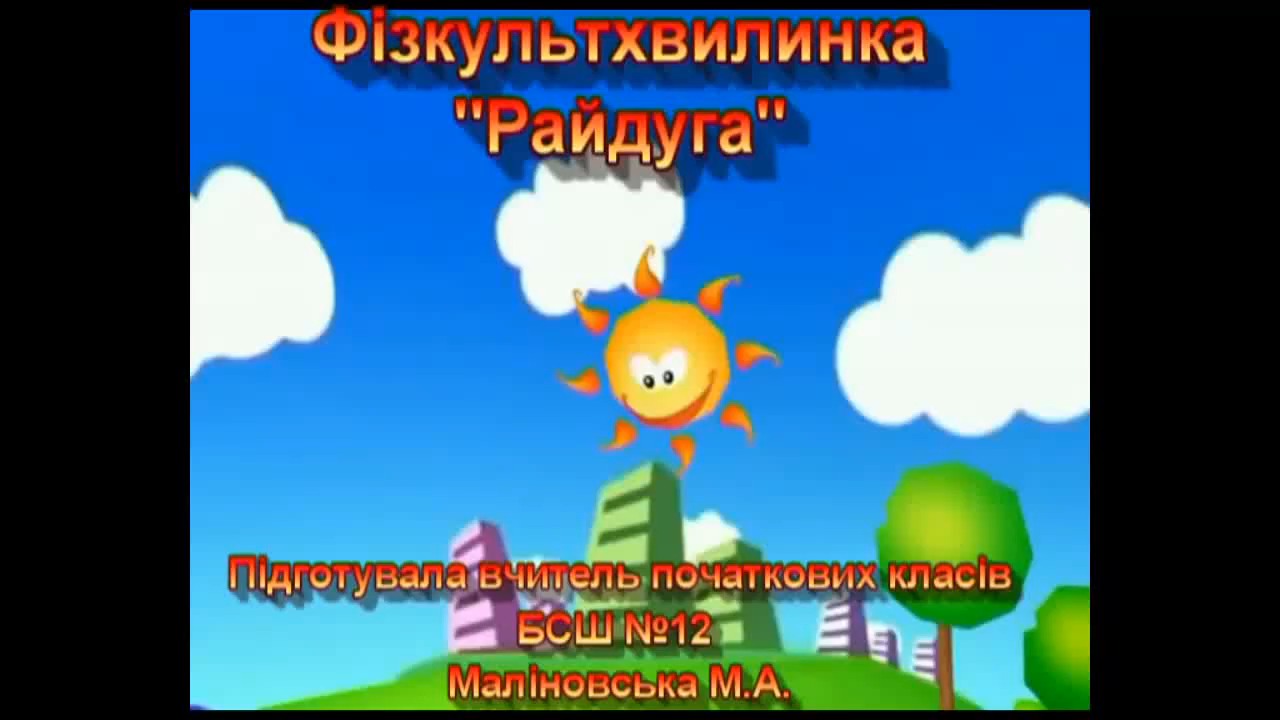 Фізкультхвилинка
"Райдуга"
Підготувала вчитель початкових класів
БСШ №12
Маліновська М.А.